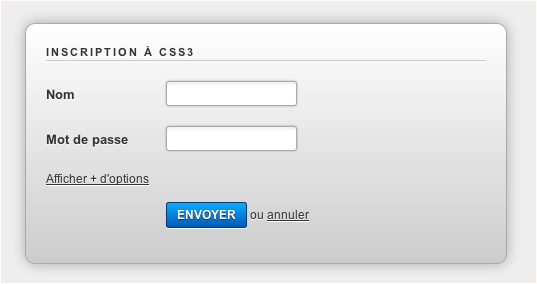 INSCRIPTION À CSS3
Nom
Mot de passe
Afficher + d'options
ENVOYER ou annuler